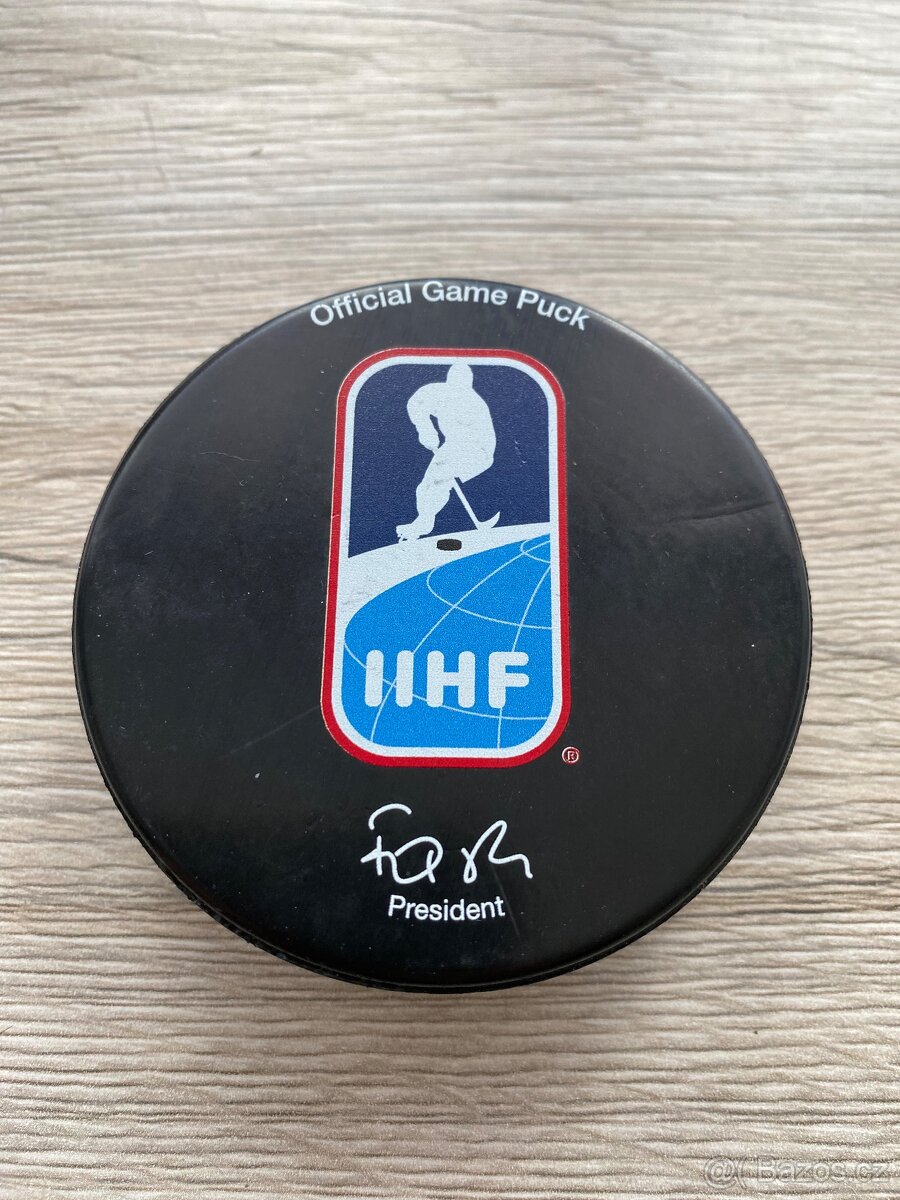 Official Game Puck
IIHF
®
President
@( Bazos.cz